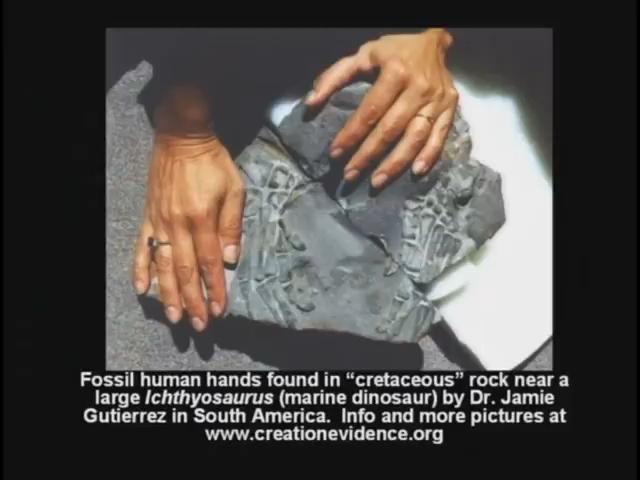 Fossil human hands found in “cretaceous” rock near a
large Ichthyosaurus (marine dinosaur) by Dr. Jamie
Gutierrez in South America.  Info and more pictures at
www.creationevidence.org